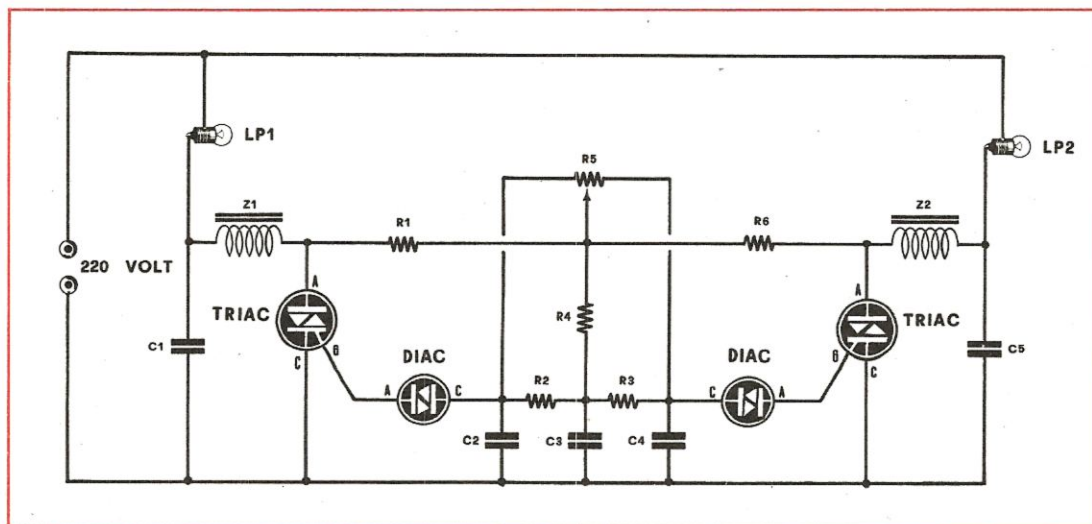 LP1
LP2
R5
Z1
Z2
R1
R6
220 VOLT
A
A
TRIAC
TRIAC
R4
C1
G
G
C5
C
C
DIAC
DIAC
A
C
R2
R3
C
A
C2
C3
C4